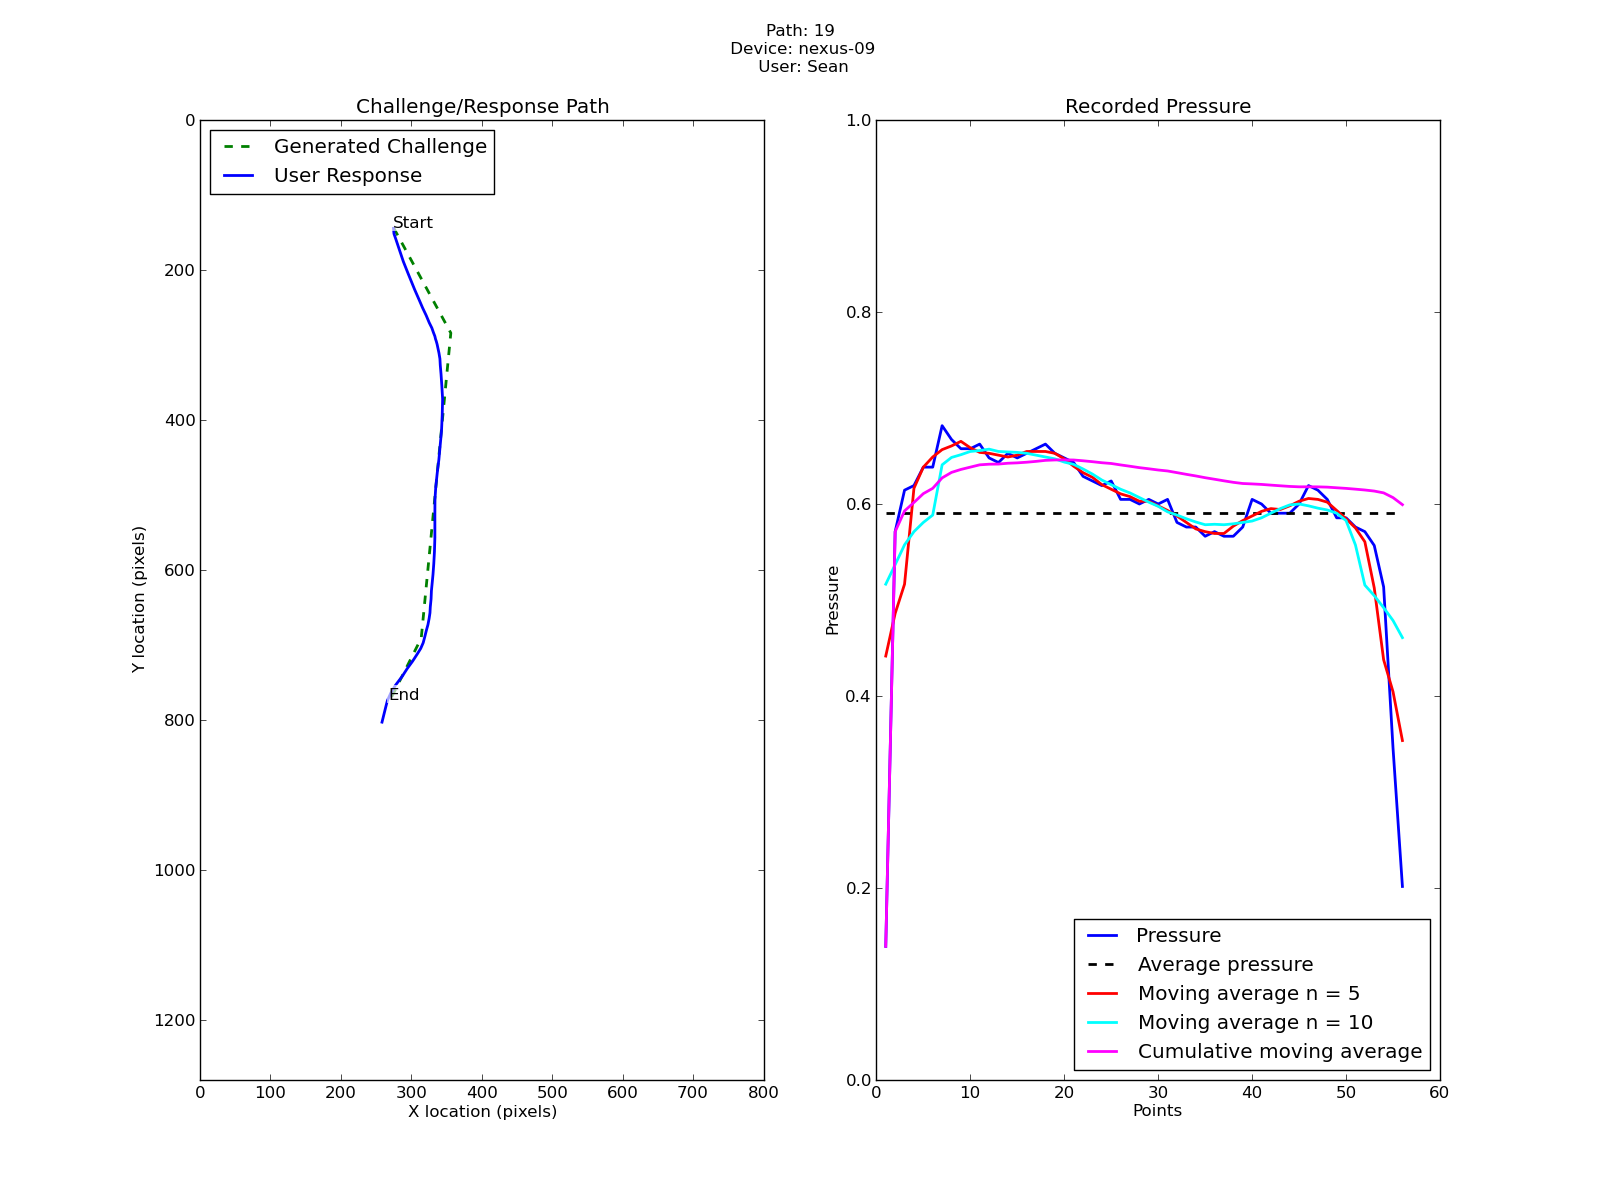 Path: 19
Device: nexus-09
User: Sean
Challenge/Response Path
Generated Challenge
User Response
Start
End
0
200
400
600
800
1000
1200
Y location (pixels)
0 100 200 300 400 500 600 700 800
X location (pixels)
Recorded Pressure
1.0
0.8
0.6
0.4
0.2
0.0
Pressure
Pressure
Average pressure
Moving average n = 5
Moving average n = 10
Cumulative moving average
0 10 20 30 40 50 60
Points